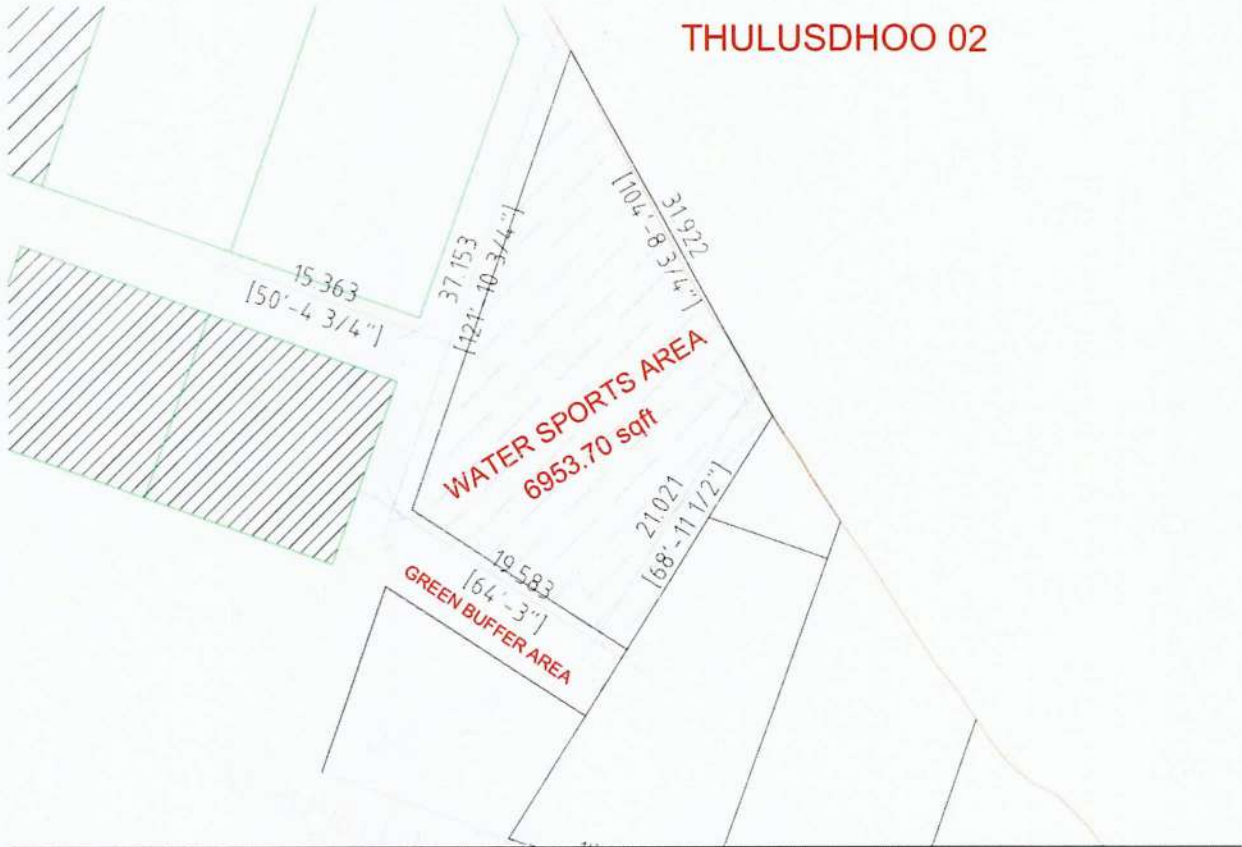 THULUSDHOO 02
31.922
[104'-8 3/4"]
37.153
[121'-10 3/4"]
15.363
[50'-4 3/4"]
WATER SPORTS AREA
6953.70 sqft
21.021
[68'-11 1/2"]
19.583
[64'-3"]
GREEN BUFFER AREA